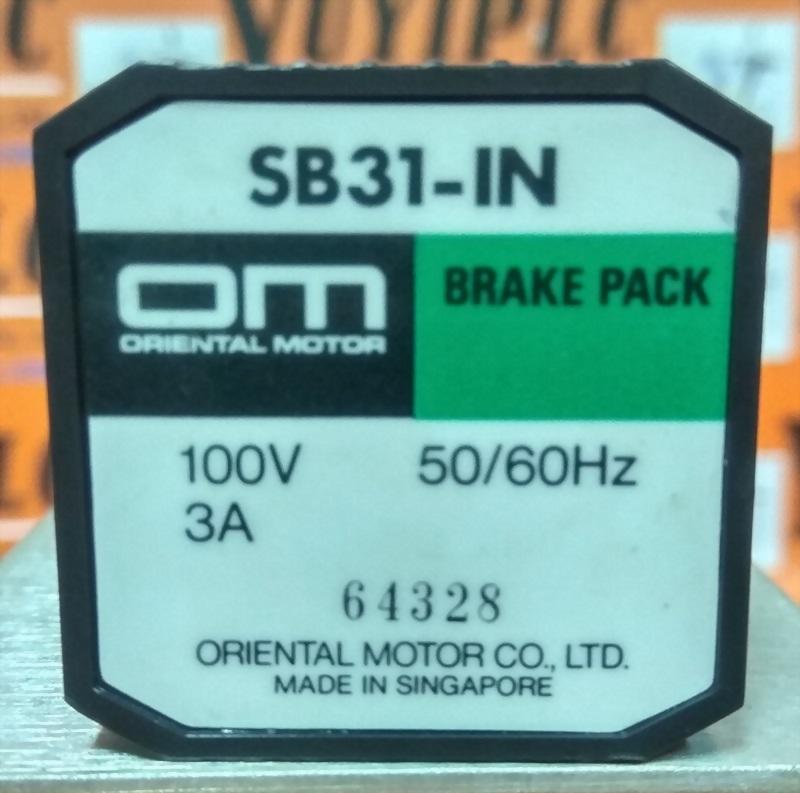 SB31-IN
om
ORIENTAL MOTOR
BRAKE PACK
100V 50/60Hz
3A
64328
ORIENTAL MOTOR CO., LTD.
MADE IN SINGAPORE